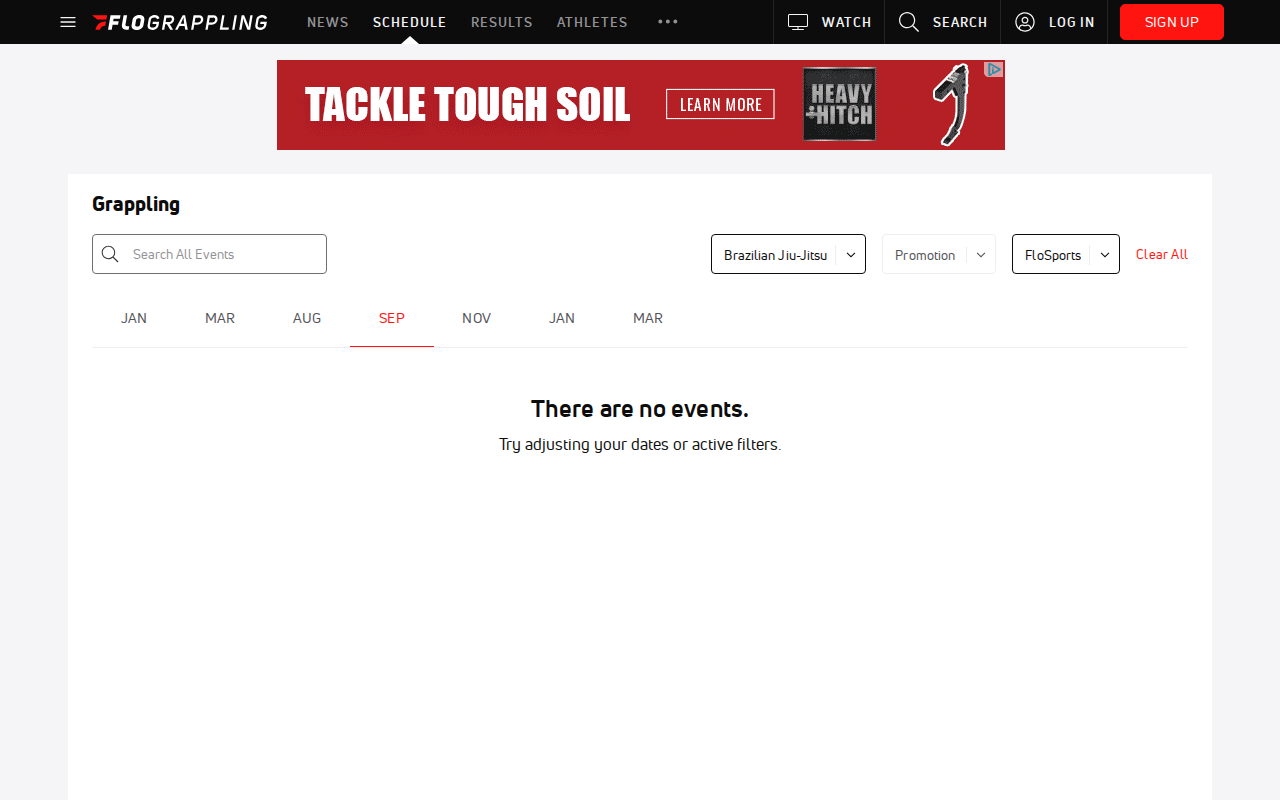 FLOGRAPPLING NEWS SCHEDULE RESULTS ATHLETES WATCH SEARCH LOG IN SIGN UP
TACKLE TOUGH SOIL LEARN MORE HEAVY HITCH
Grappling
Search All Events Brazilian Jiu-Jitsu Promotion FloSports Clear All
JAN MAR AUG SEP NOV JAN MAR
There are no events.
Try adjusting your dates or active filters.